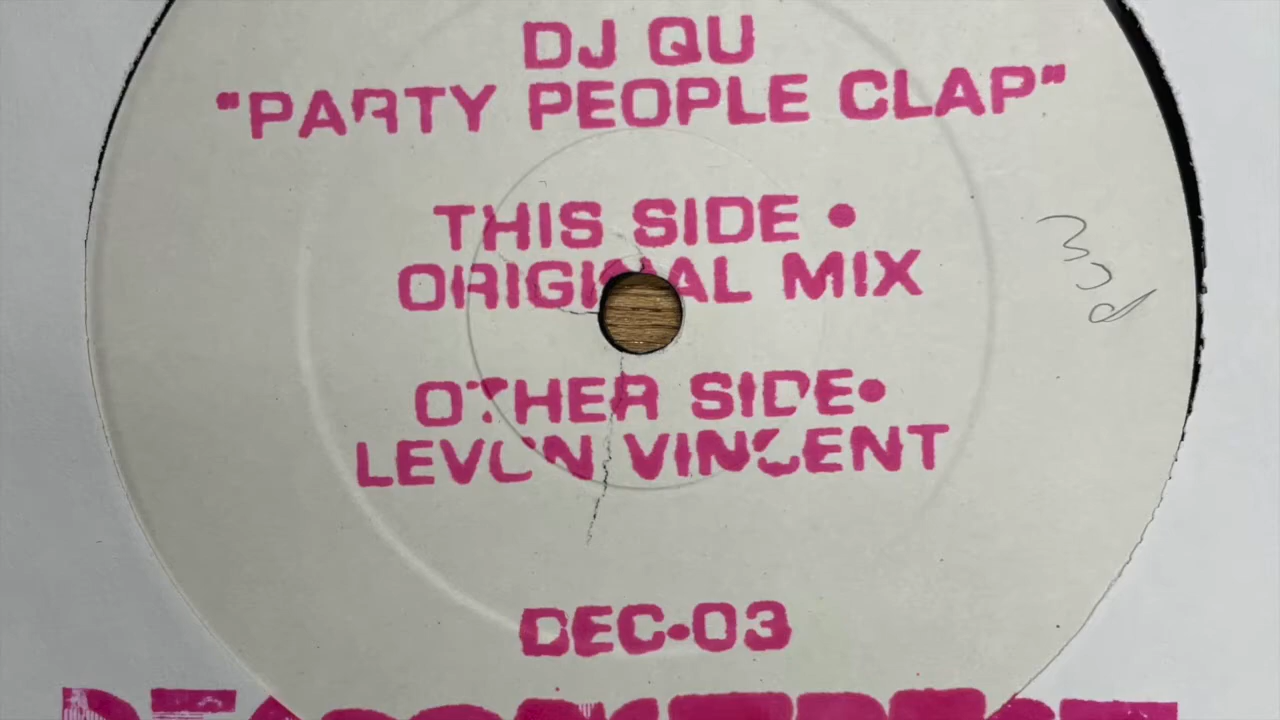 DJ QU
"PARTY PEOPLE CLAP"
THIS SIDE •
ORIGINAL MIX
OTHER SIDE•
LEVON VINCENT
DEC-03